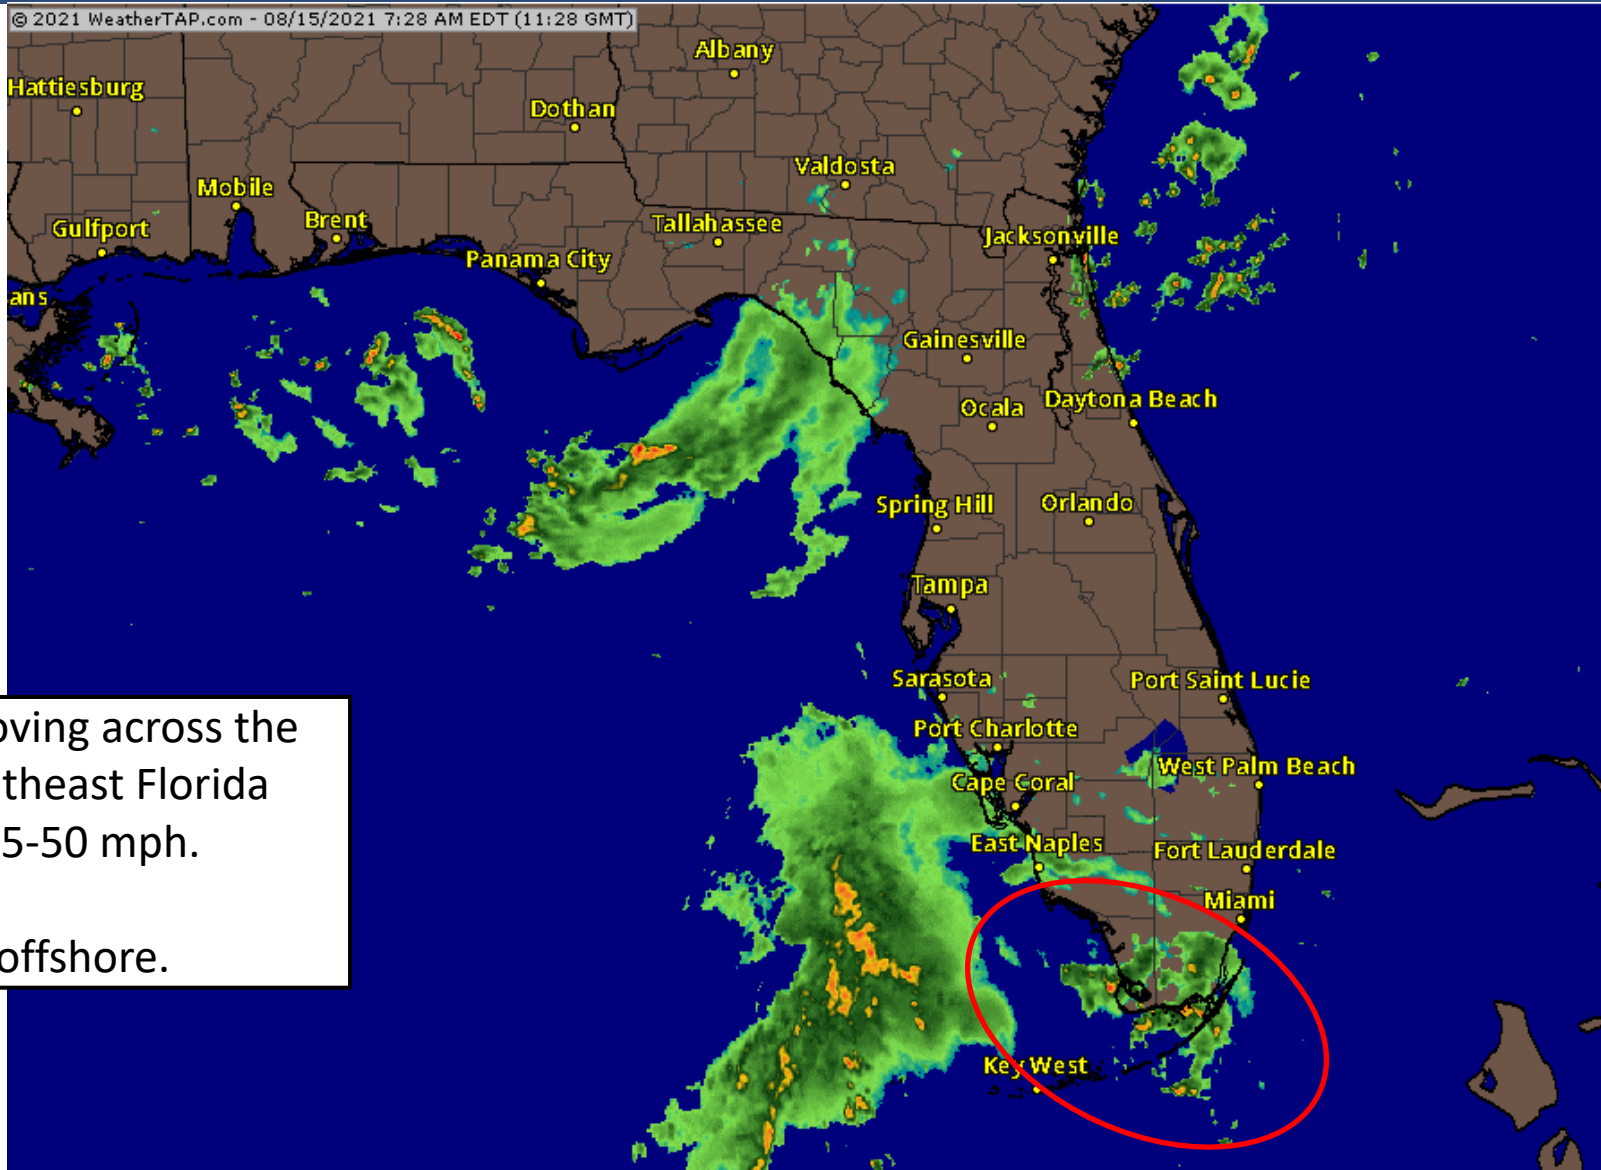 © 2021 WeatherTAP.com - 08/15/2021 7:28 AM EDT (11:28 GMT)
Albany
Hattiesburg
Dothan
Valdosta
Mobile
Brent
Tallahassee
Gulfport
Jacksonville
Panama City
ans
Gainesville
Ocala
Daytona Beach
Spring Hill
Orlando
Tampa
Sarasota
Port Saint Lucie
oving across the
Port Charlotte
West Palm Beach
theast Florida
Cape Coral
5-50 mph.
East Naples
Fort Lauderdale
Miami
offshore.
Key West